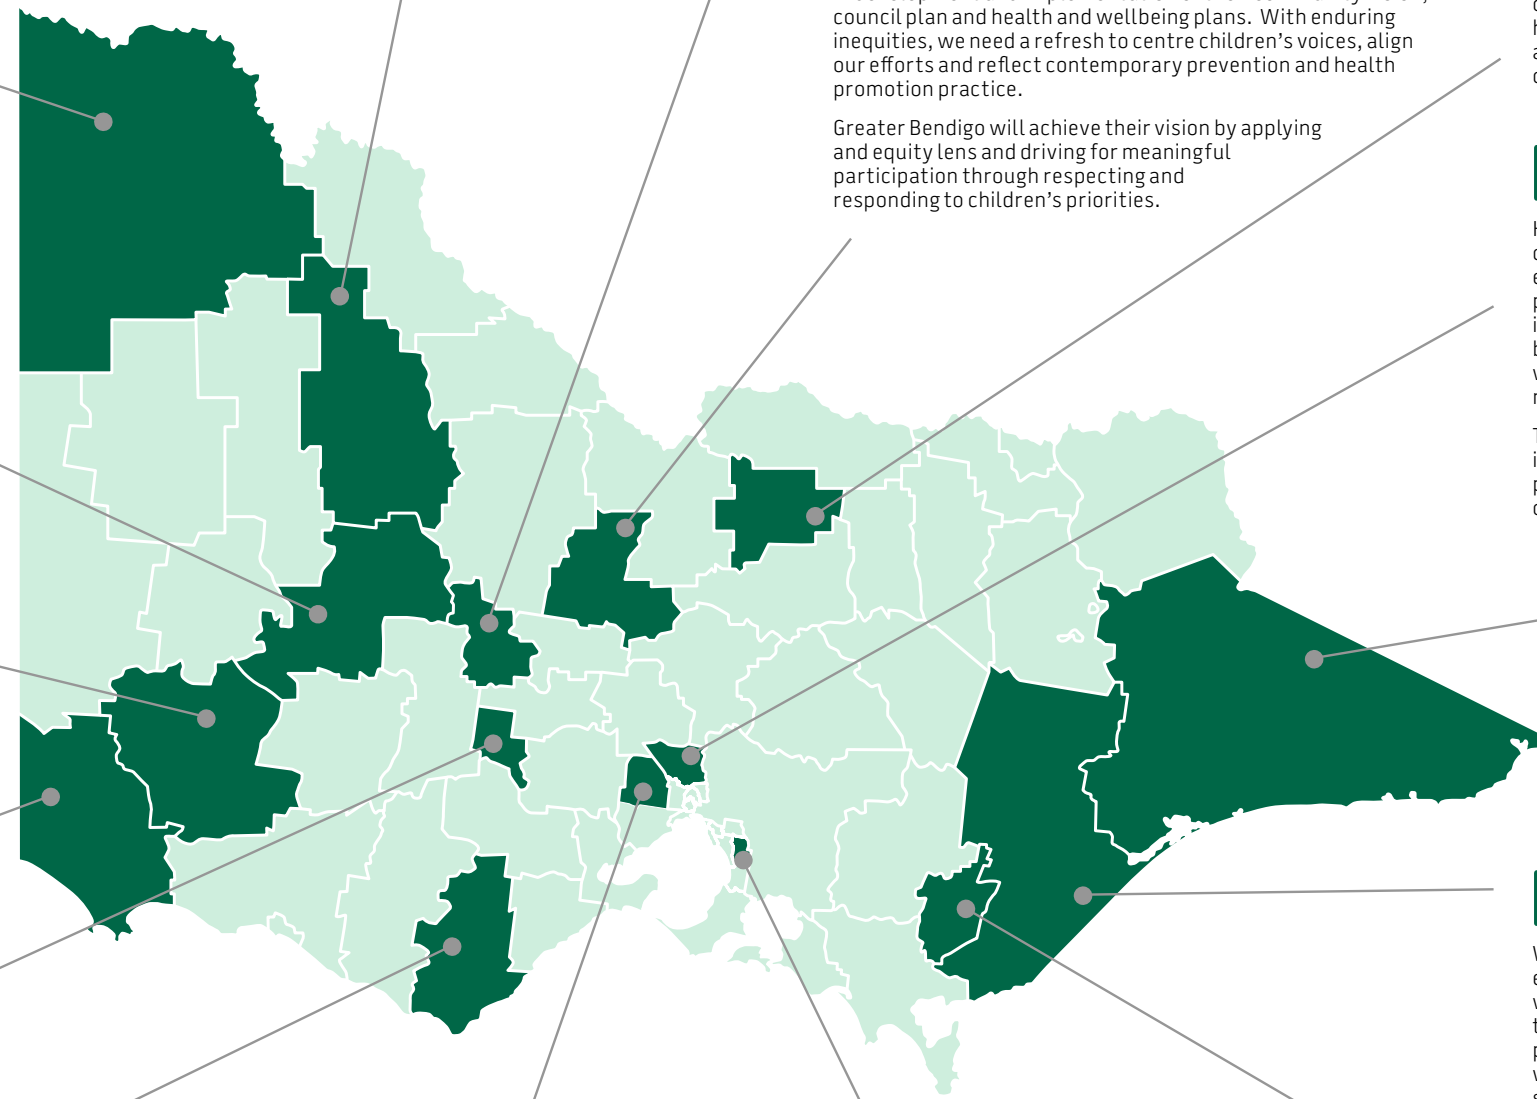 council plan and health and wellbeing plans. With enduring
inequities, we need a refresh to centre children’s voices, align
our efforts and reflect contemporary prevention and health
promotion practice.
Greater Bendigo will achieve their vision by applying
and equity lens and driving for meaningful
participation through respecting and
responding to children’s priorities.